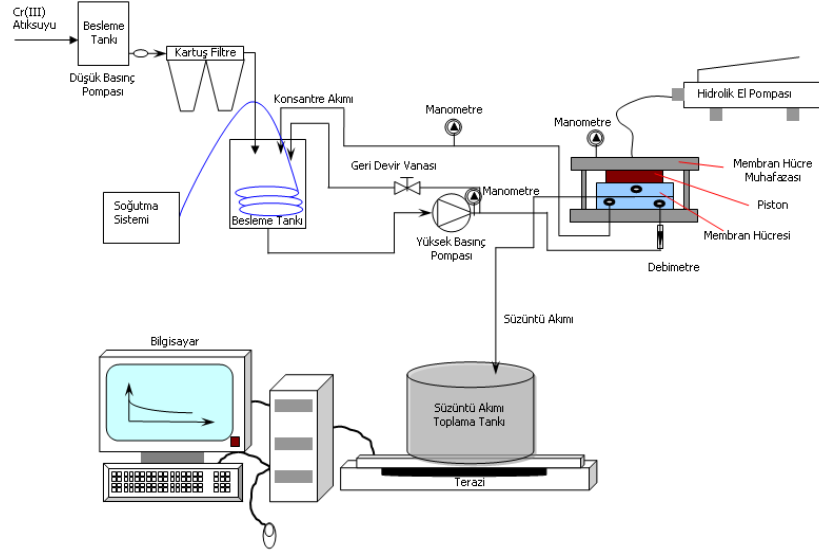 Cr(III)
Atıksuyu
Besleme
Tankı
Düşük Basınç
Pompası
Kartuş Filtre
Konsantre Akımı
Manometre
Hidrolik El Pompası
Manometre
Geri Devir Vanası
Manometre
Membran Hücre
Muhafazası
Piston
Membran Hücresi
Soğutma
Sistemi
Besleme Tankı
Yüksek Basınç
Pompası
Debimetre
Süzüntü Akımı
Bilgisayar
Süzüntü Akımı
Toplama Tankı
Terazi